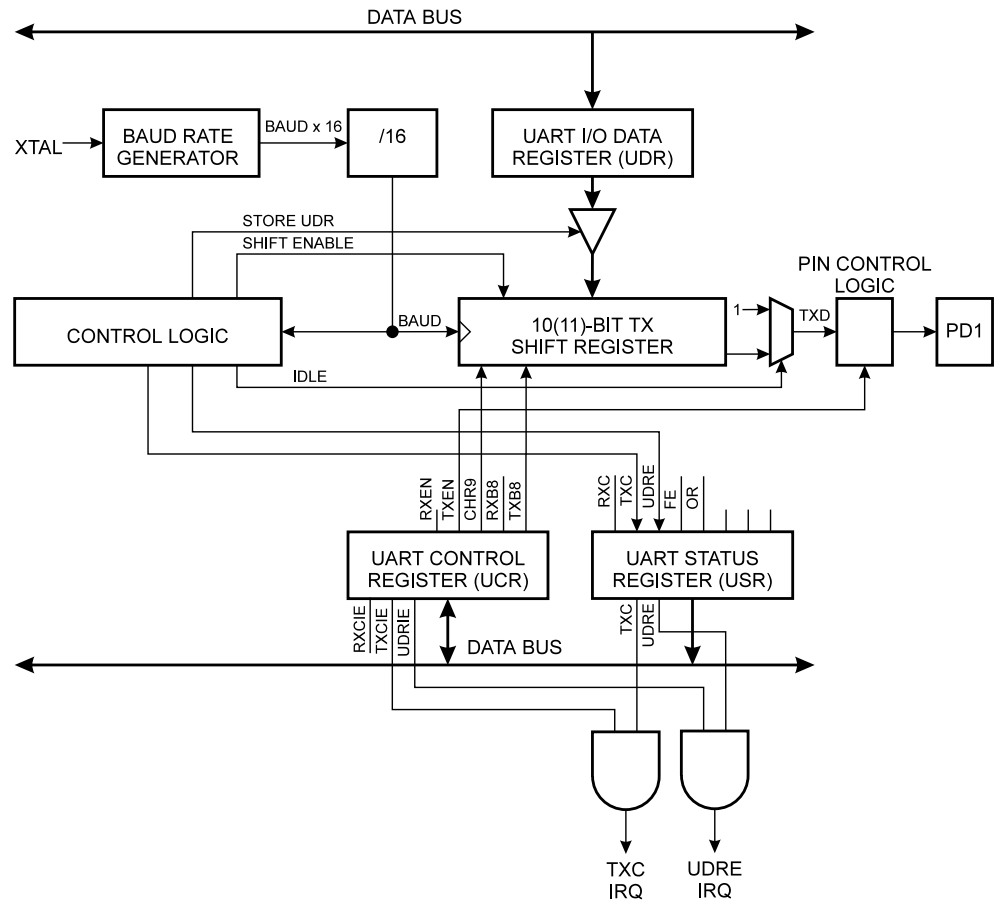 DATA BUS
XTAL
BAUD RATE
GENERATOR
BAUD x 16
/16
UART I/O DATA
REGISTER (UDR)
STORE UDR
SHIFT ENABLE
PIN CONTROL
LOGIC
CONTROL LOGIC
BAUD
10(11)-BIT TX
SHIFT REGISTER
1
TXD
PD1
IDLE
RXEN
TXEN
CHR9
RXB8
TXB8
RXC
TXC
UDRE
FE
OR
UART CONTROL
REGISTER (UCR)
UART STATUS
REGISTER (USR)
RXCIE
TXCIE
UDRIE
TXC
UDRE
DATA BUS
TXC
IRQ
UDRE
IRQ